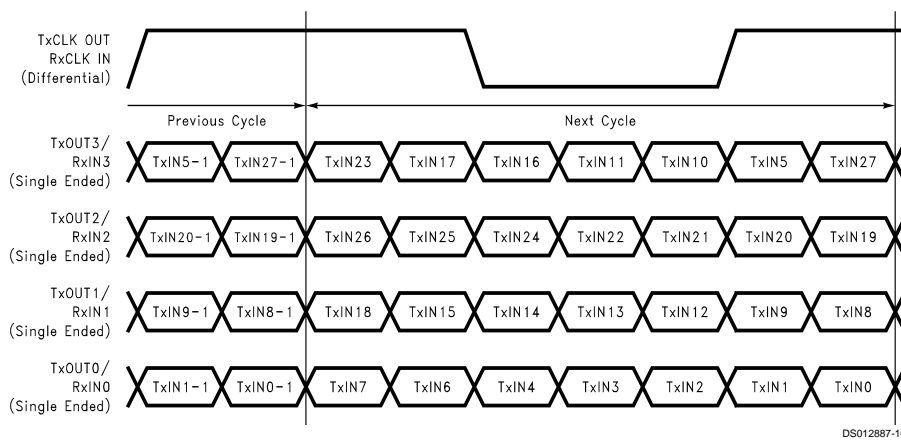 TxCLK OUT
RxCLK IN
(Differential)
Previous Cycle
Next Cycle
TxOUT3/
RxIN3
(Single Ended)
TxIN5-1 TxIN27-1 TxIN23 TxIN17 TxIN16 TxIN11 TxIN10 TxIN5 TxIN27
TxOUT2/
RxIN2
(Single Ended)
TxIN20-1 TxIN19-1 TxIN26 TxIN25 TxIN24 TxIN22 TxIN21 TxIN20 TxIN19
TxOUT1/
RxIN1
(Single Ended)
TxIN9-1 TxIN8-1 TxIN18 TxIN15 TxIN14 TxIN13 TxIN12 TxIN9 TxIN8
TxOUT0/
RxIN0
(Single Ended)
TxIN1-1 TxIN0-1 TxIN7 TxIN6 TxIN4 TxIN3 TxIN2 TxIN1 TxIN0